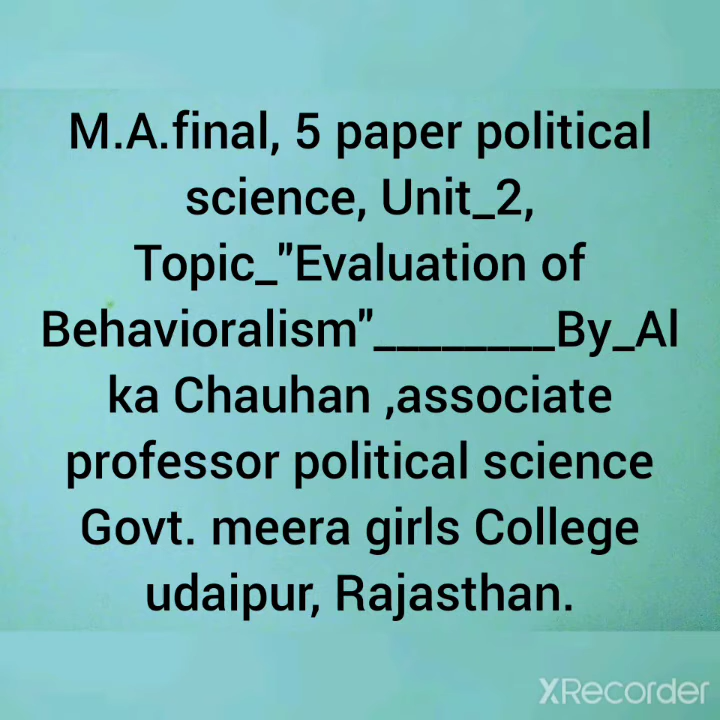 M.A.final, 5 paper political
science, Unit_2,
Topic_"Evaluation of
Behavioralism"________By_Al
ka Chauhan ,associate
professor political science
Govt. meera girls College
udaipur, Rajasthan.
XRecorder